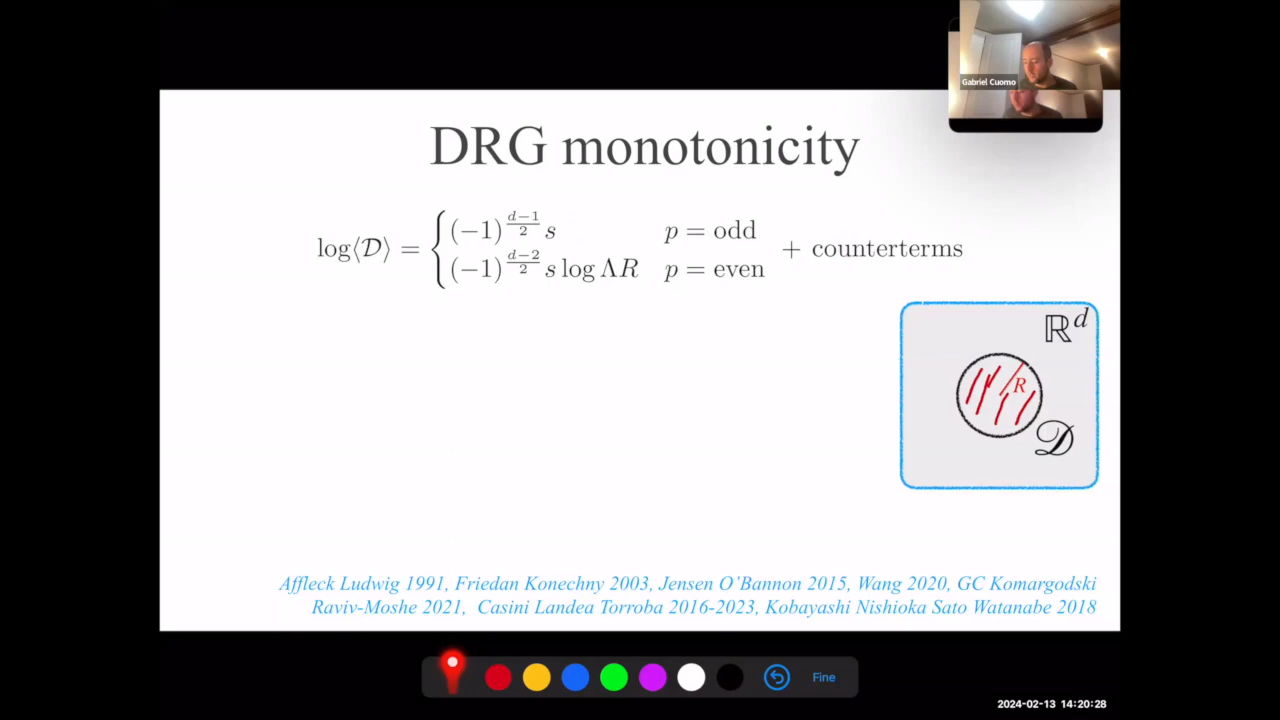 Gabriel Cuomo
DRG monotonicity
log⟨𝒟⟩ = { (−1)^{\frac{d−1}{2}} s p = odd
(−1)^{\frac{d−2}{2}} s log ΛR p = even + counterterms
ℝ^d
R
𝒟
Affleck Ludwig 1991, Friedan Konechny 2003, Jensen O'Bannon 2015, Wang 2020, GC Komargodski
Raviv-Moshe 2021, Casini Landea Torroba 2016-2023, Kobayashi Nishioka Sato Watanabe 2018
Fine
2024-02-13 14:20:28